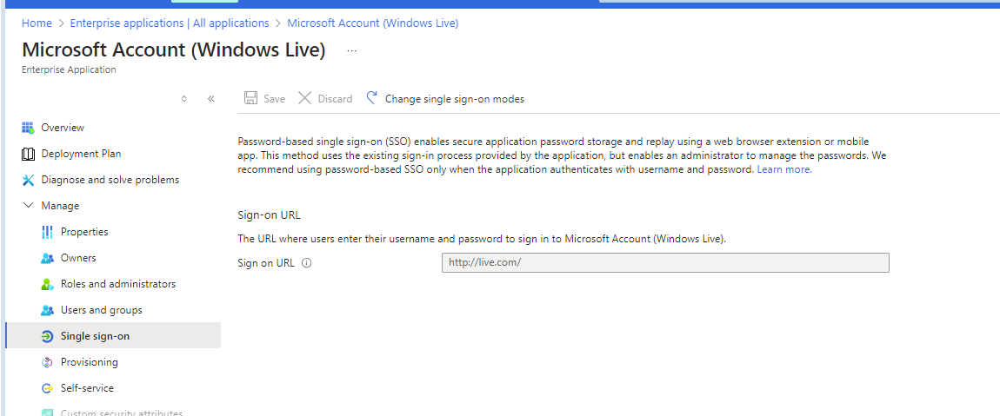 Home > Enterprise applications | All applications > Microsoft Account (Windows Live)
Microsoft Account (Windows Live) ...
Enterprise Application
Save Discard Change single sign-on modes
Overview
Deployment Plan
Diagnose and solve problems
Manage
Properties
Owners
Roles and administrators
Users and groups
Single sign-on
Provisioning
Self-service
Custom security attributes
Password-based single sign-on (SSO) enables secure application password storage and replay using a web browser extension or mobile
app. This method uses the existing sign-in process provided by the application, but enables an administrator to manage the passwords. We
recommend using password-based SSO only when the application authenticates with username and password. Learn more.
Sign-on URL
The URL where users enter their username and password to sign in to Microsoft Account (Windows Live).
Sign on URL
http://live.com/